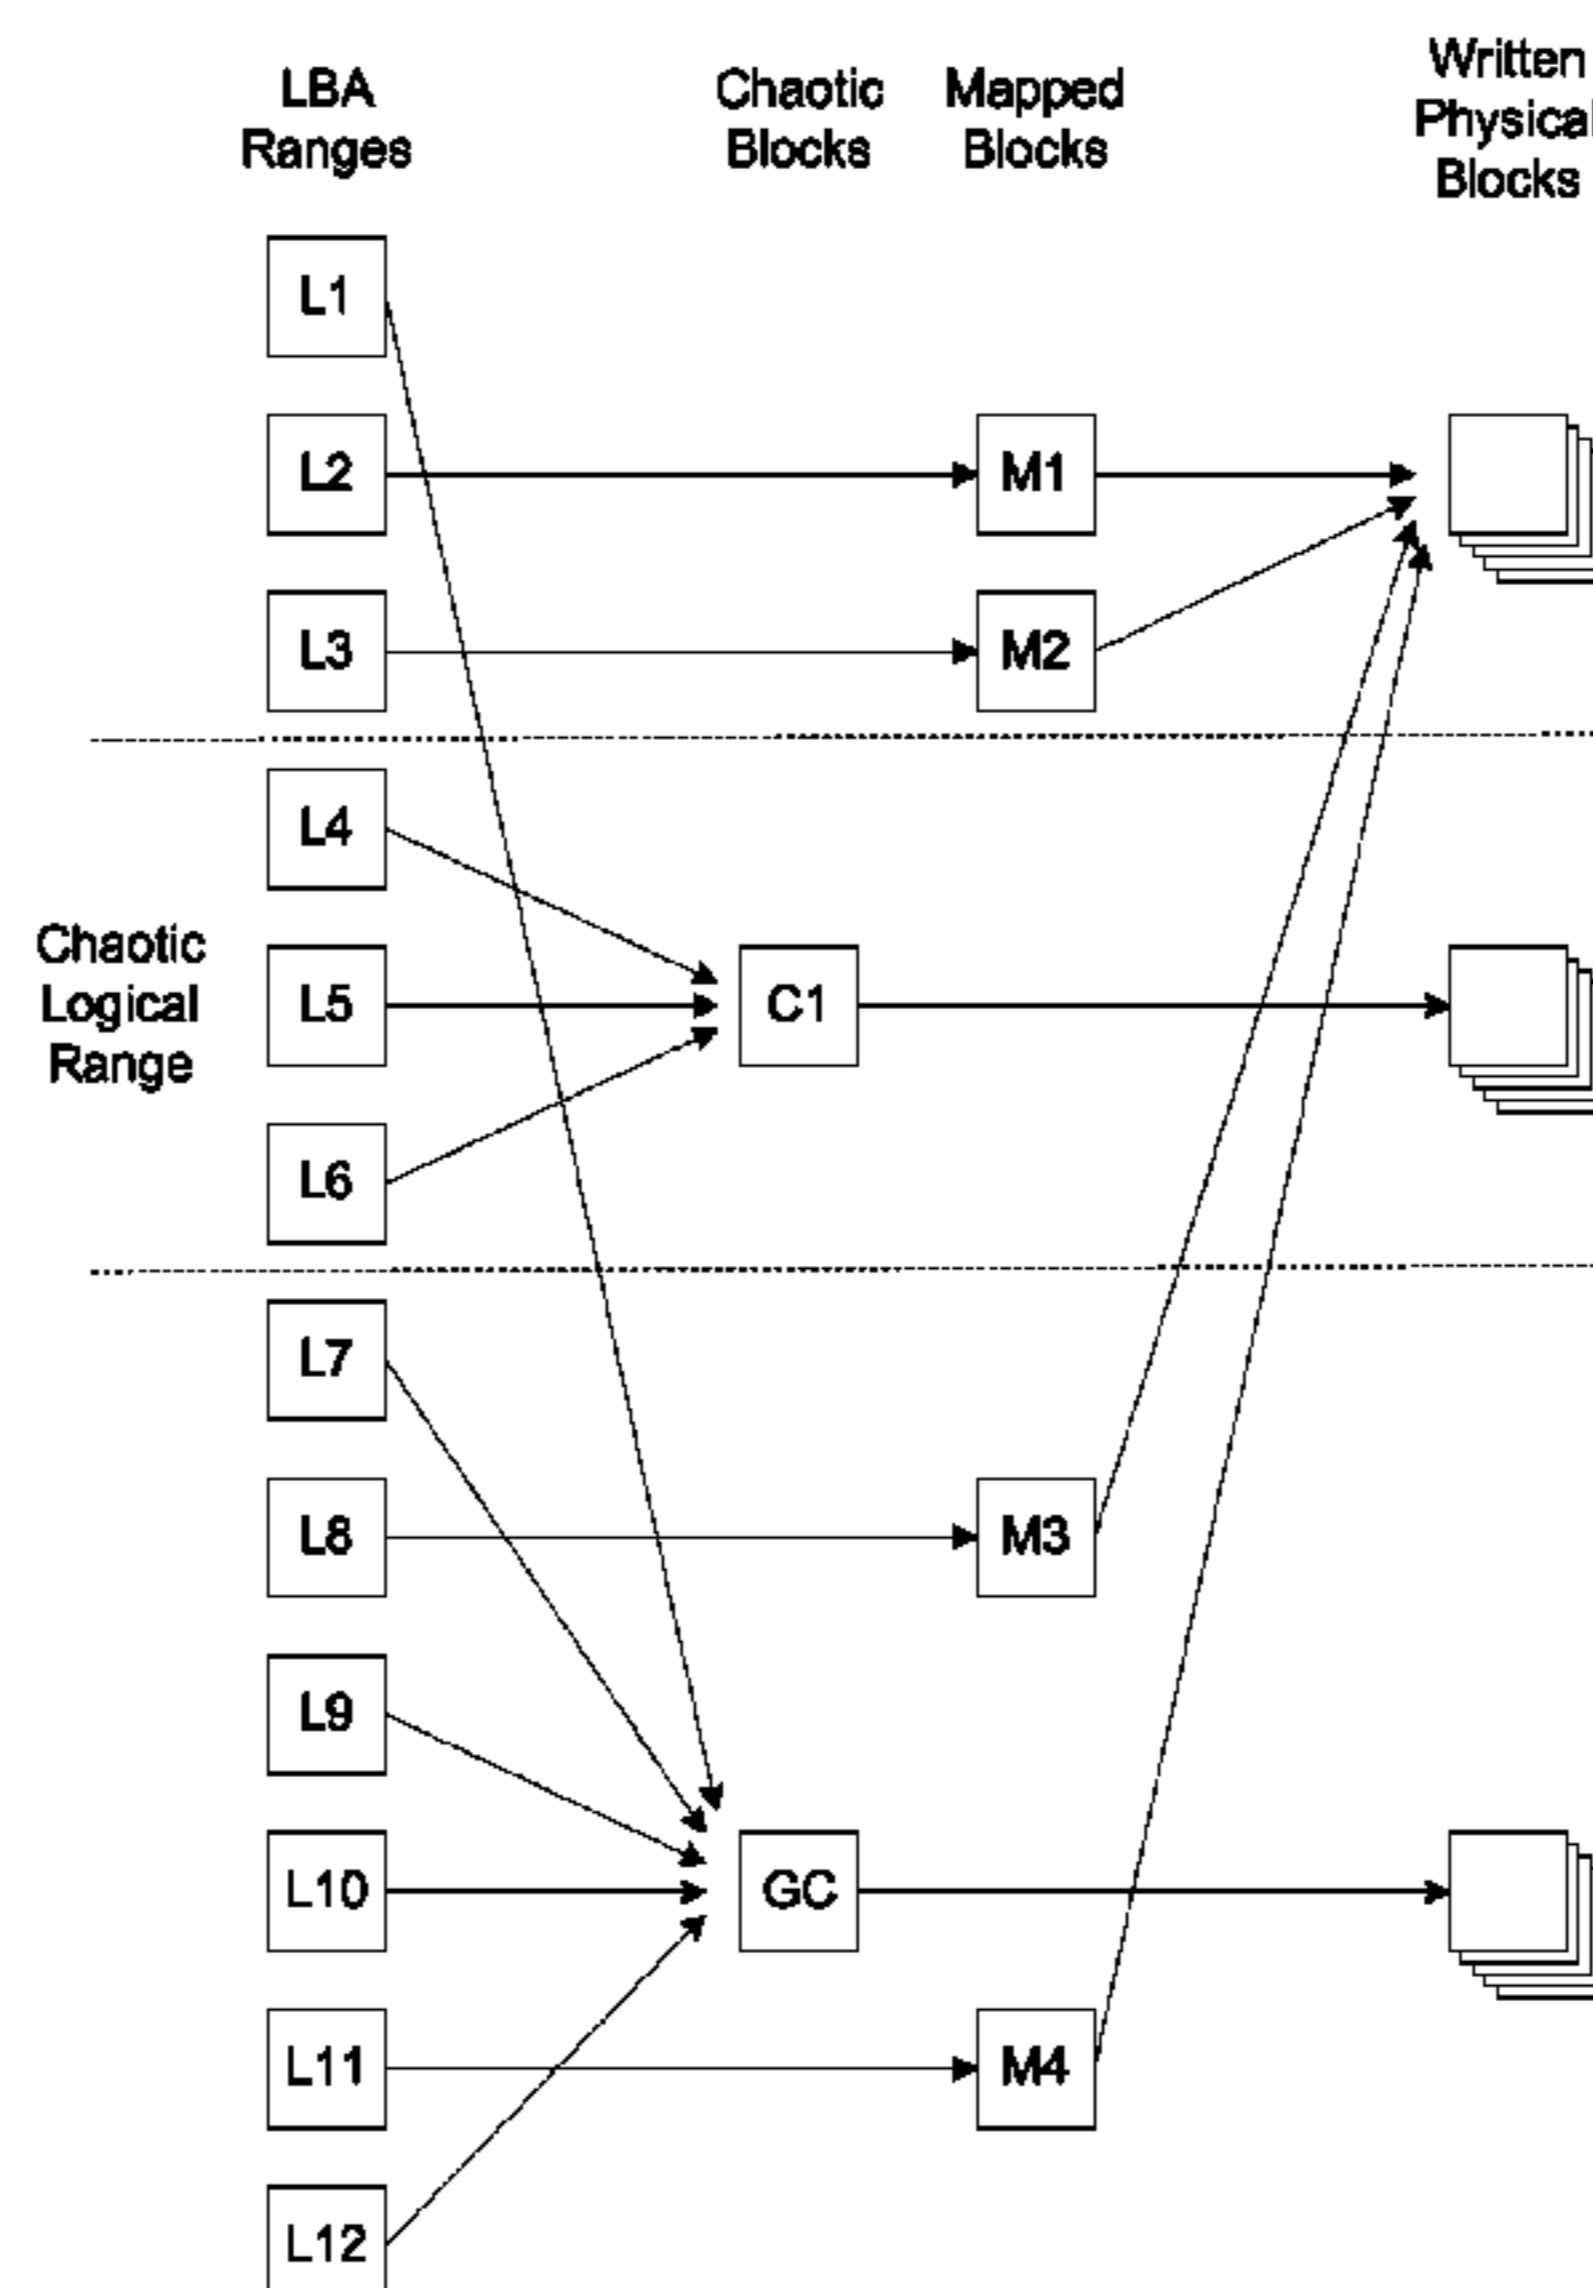 LBA
Ranges
Chaotic
Blocks
Mapped
Blocks
Written
Physical
Blocks
L1
L2
M1
L3
M2
L4
Chaotic
Logical
Range
L5
C1
L6
L7
L8
M3
L9
L10
GC
L11
M4
L12